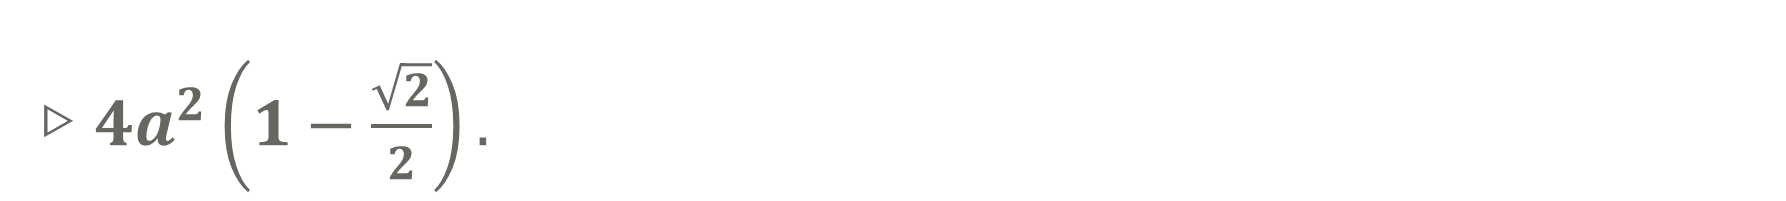 ▷ 4a²(1 − √2/2).